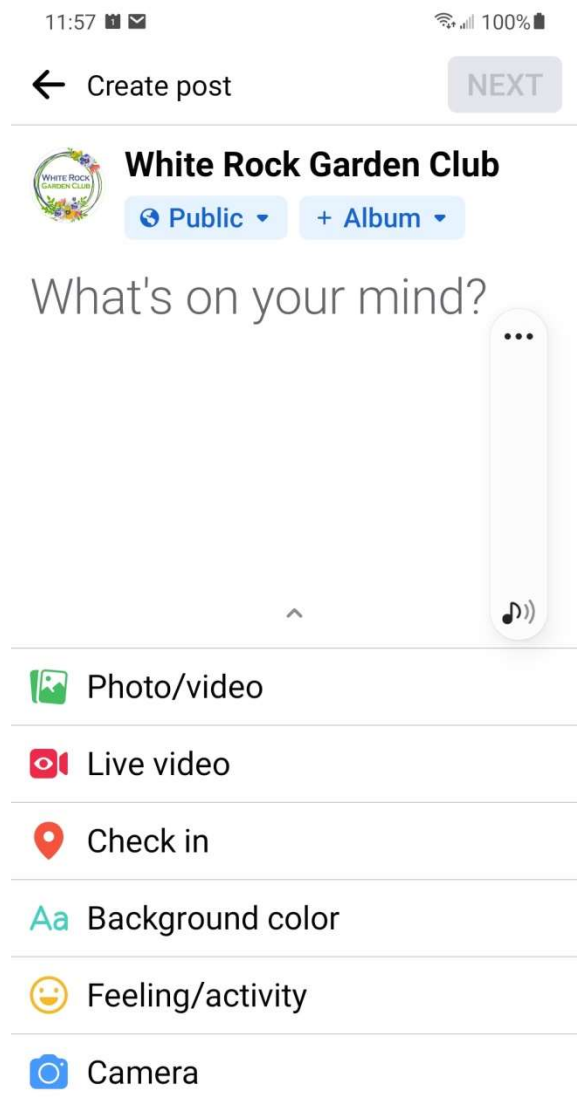 11:57 100%
Create post NEXT
WHITE ROCK
GARDEN CLUB
White Rock Garden Club
Public + Album
What's on your mind?
Photo/video
Live video
Check in
Aa Background color
Feeling/activity
Camera